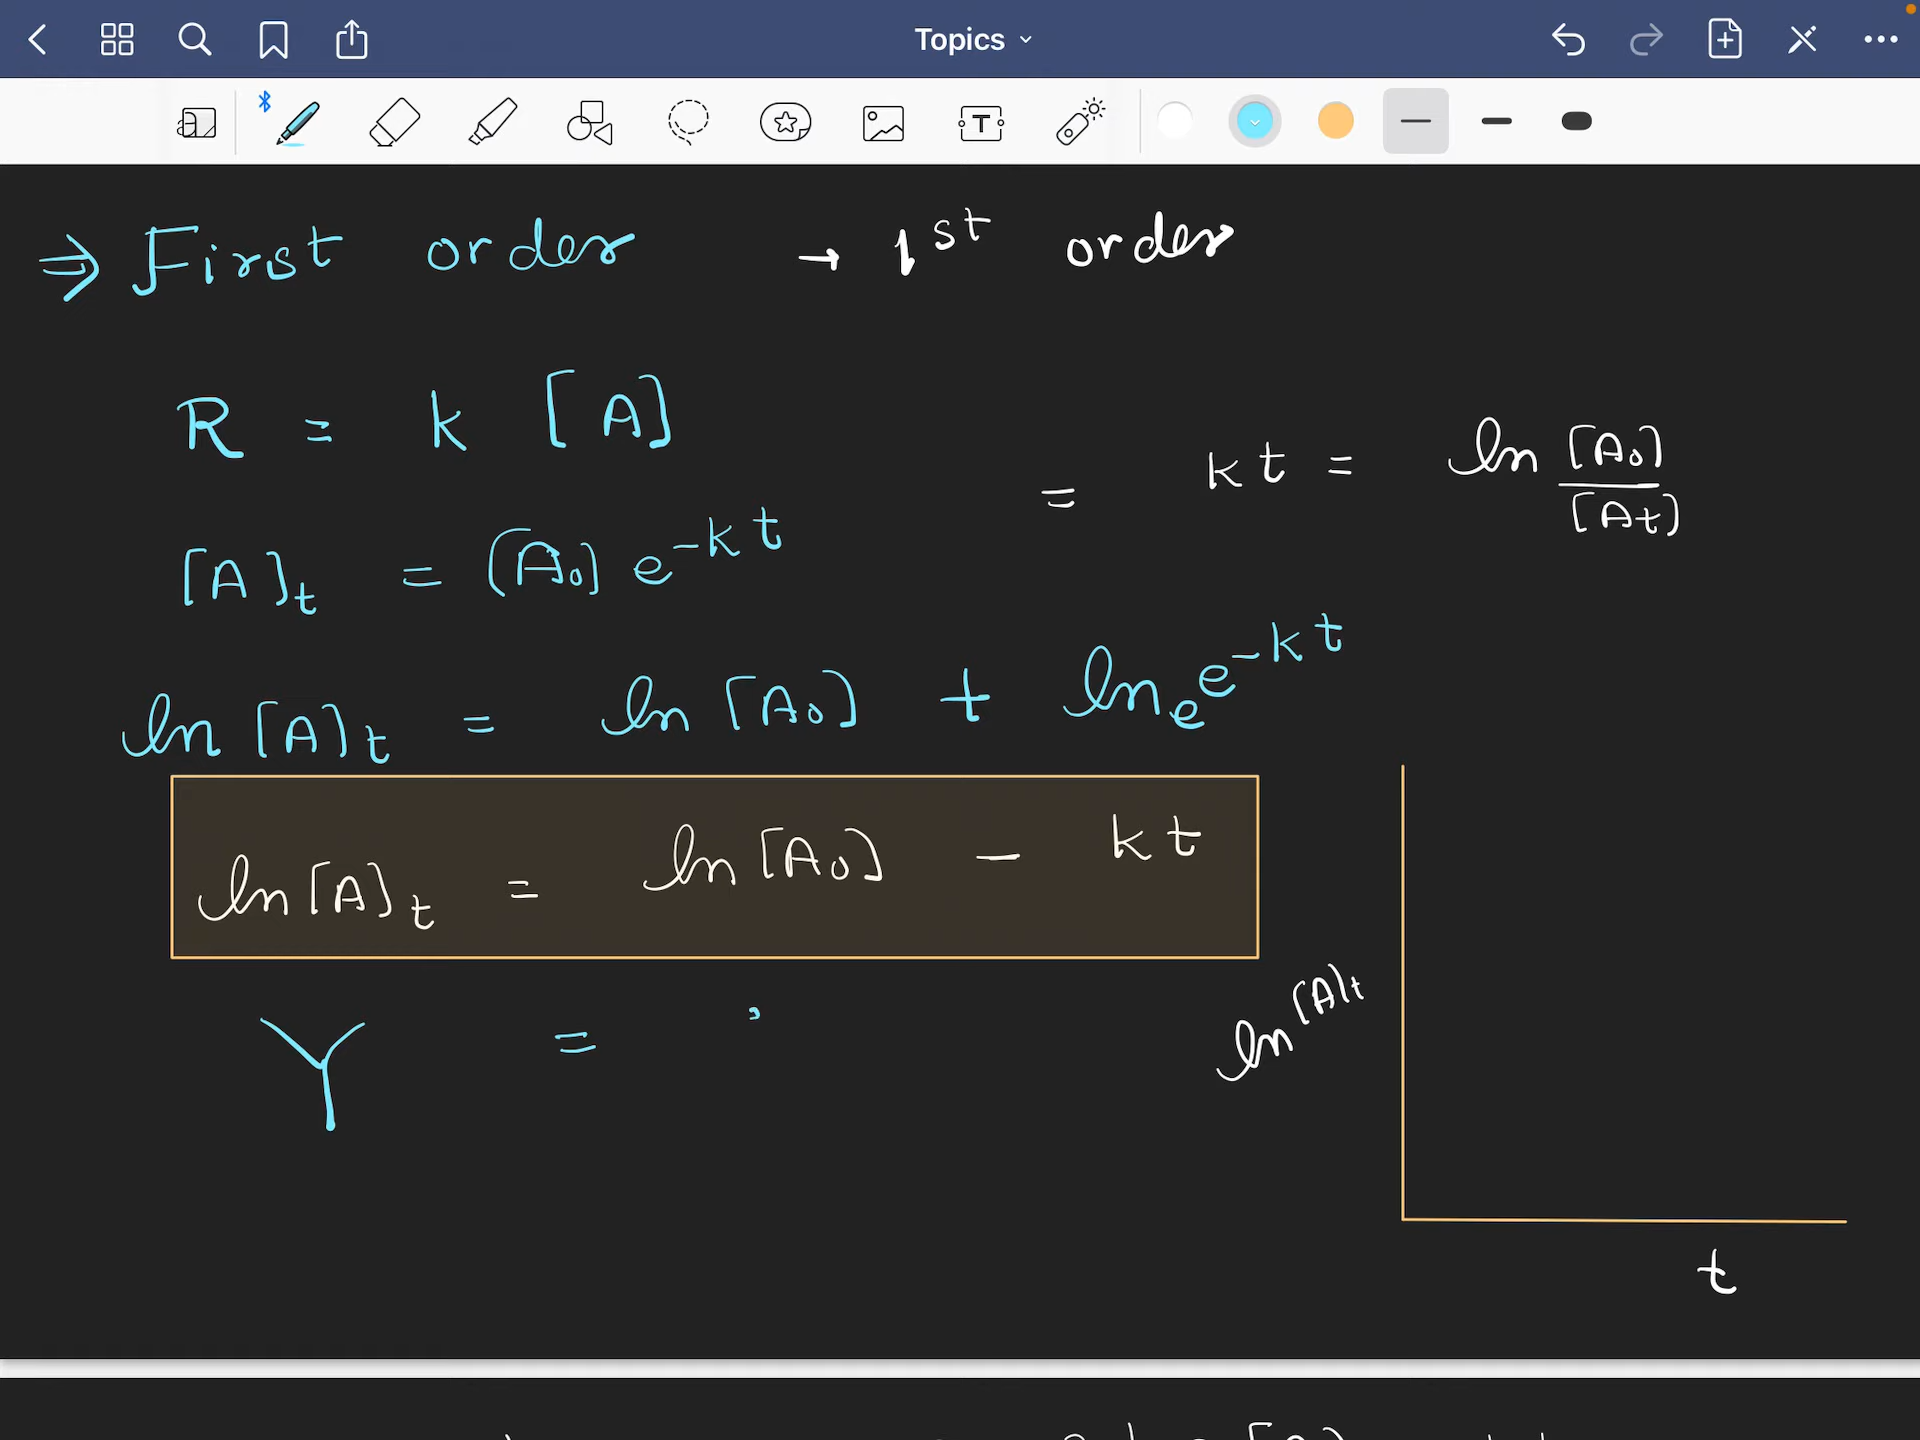 Topics
T
⇒ First order → 1st order
R = k [A]
= kt = ln [A0]/[At]
[A]t = [A0] e^-kt
ln [A]t = ln [A0] + ln e e^-kt
ln [A]t = ln [A0] - kt
ln [A]t
Y =
t